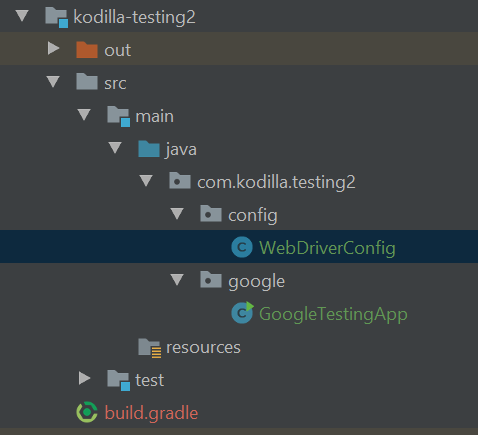 kodilla-testing2
out
src
main
java
com.kodilla.testing2
config
WebDriverConfig
google
GoogleTestingApp
resources
test
build.gradle